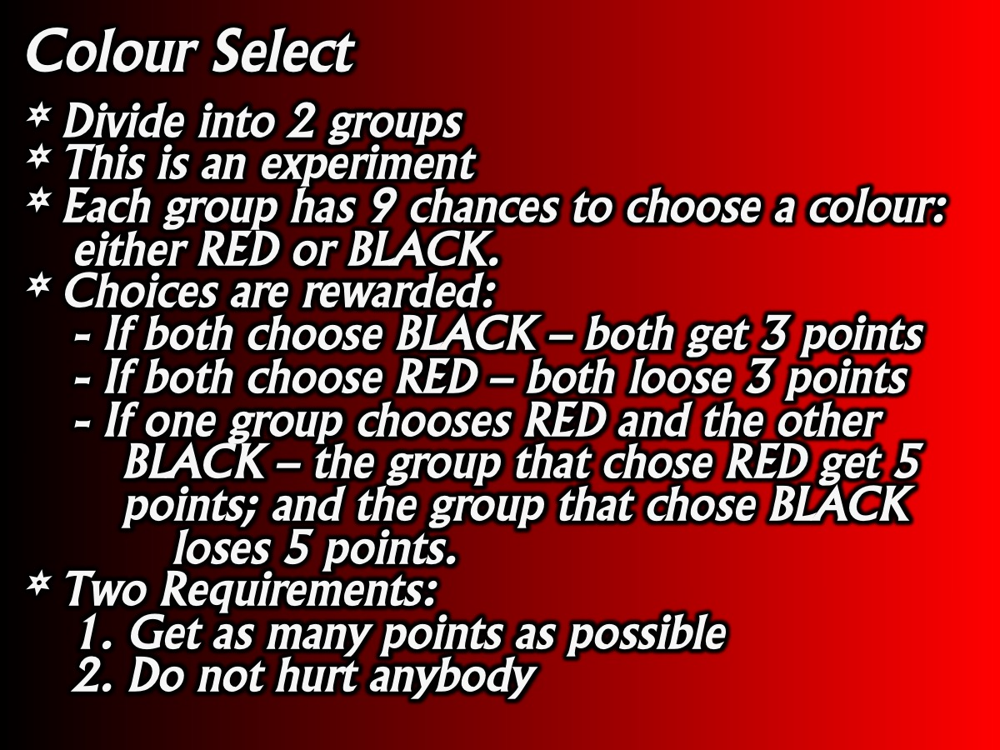 Colour Select
* Divide into 2 groups
* This is an experiment
* Each group has 9 chances to choose a colour:
either RED or BLACK.
* Choices are rewarded:
- If both choose BLACK – both get 3 points
- If both choose RED – both loose 3 points
- If one group chooses RED and the other
BLACK – the group that chose RED get 5
points; and the group that chose BLACK
loses 5 points.
* Two Requirements:
1. Get as many points as possible
2. Do not hurt anybody